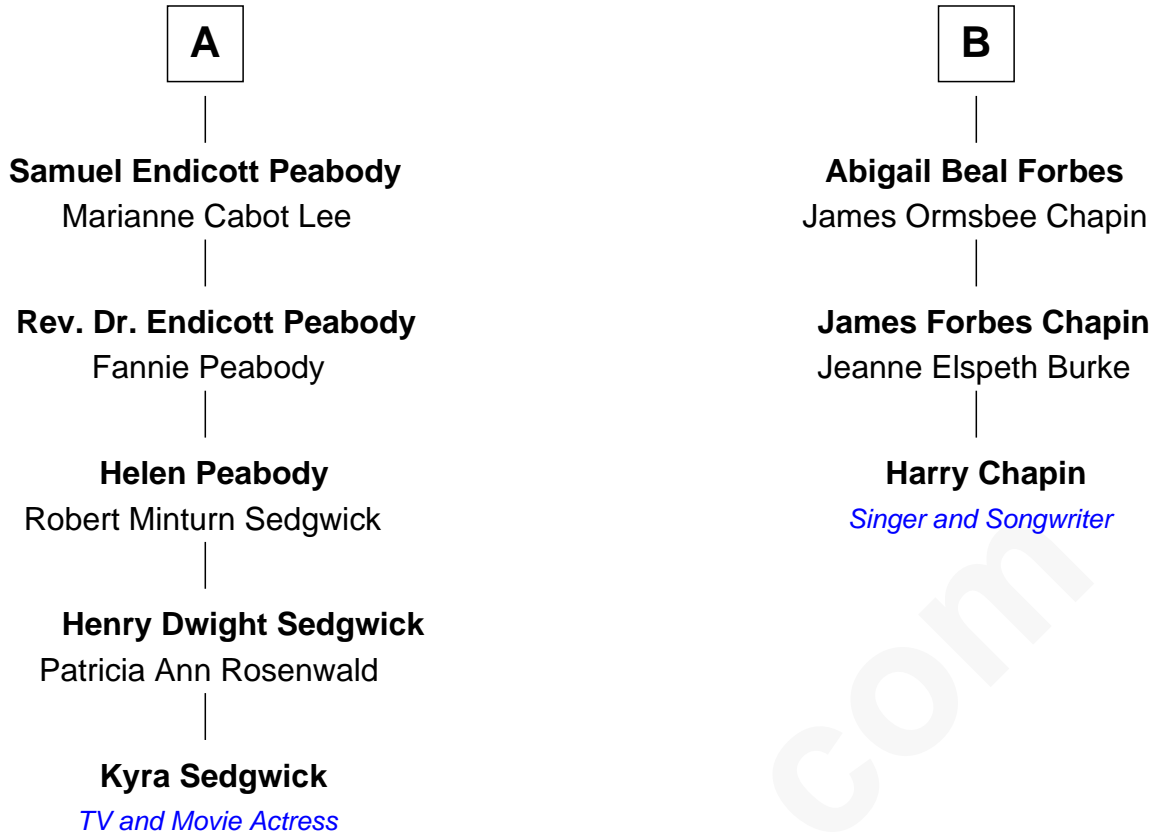 A
Samuel Endicott Peabody
Marianne Cabot Lee
Rev. Dr. Endicott Peabody
Fannie Peabody
Helen Peabody
Robert Minturn Sedgwick
Henry Dwight Sedgwick
Patricia Ann Rosenwald
Kyra Sedgwick
TV and Movie Actress
B
Abigail Beal Forbes
James Ormsbee Chapin
James Forbes Chapin
Jeanne Elspeth Burke
Harry Chapin
Singer and Songwriter
com